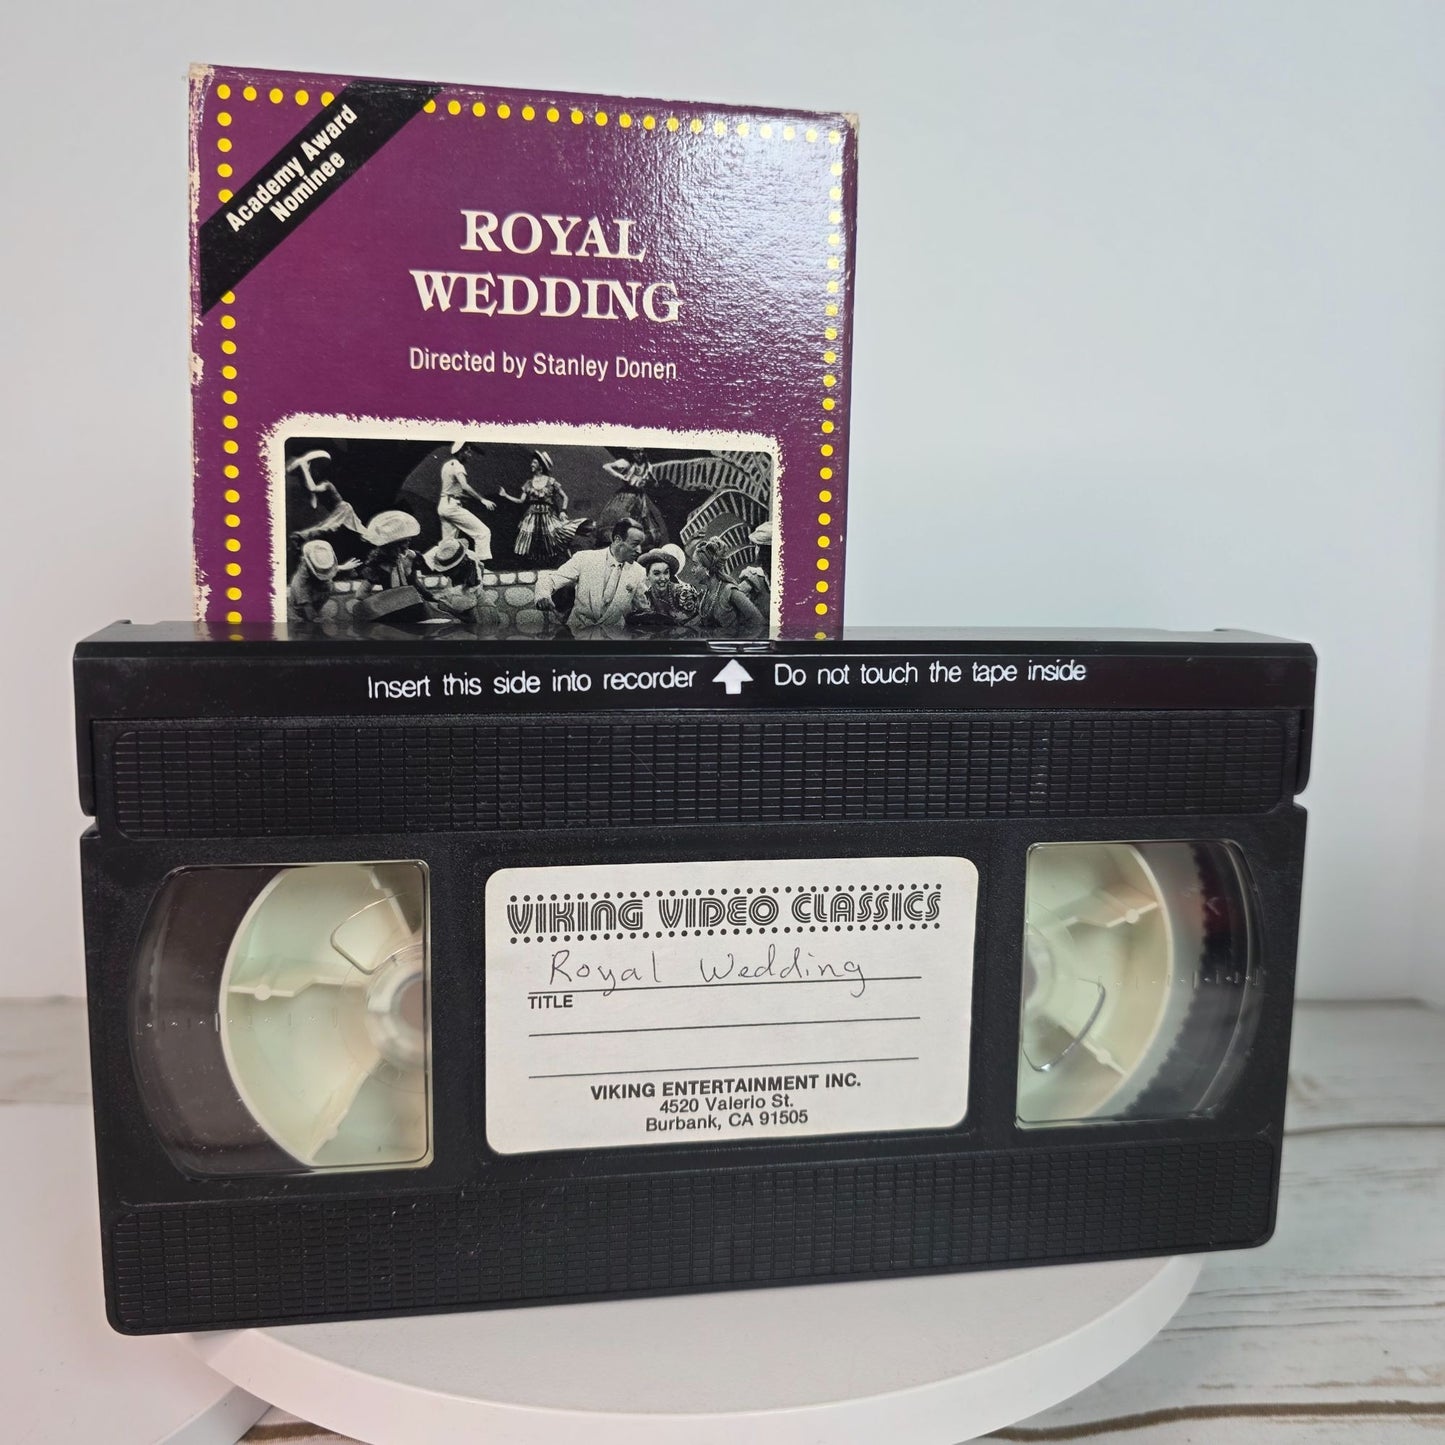 Academy Award
Nominee
ROYAL
WEDDING
Directed by Stanley Donen
Insert this side into recorder Do not touch the tape inside
VIKING VIDEO CLASSICS
Royal Wedding
TITLE
VIKING ENTERTAINMENT INC.
4520 Valerio St.
Burbank, CA 91505